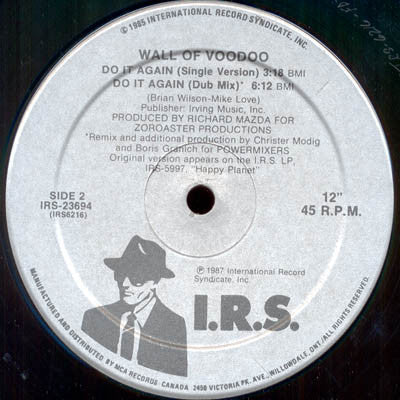 ©1985 INTERNATIONAL RECORD SYNDICATE, INC.
WALL OF VOODOO
DO IT AGAIN (Single Version) 3:18 BMI
DO IT AGAIN (Dub Mix)* 6:12 BMI
(Brian Wilson-Mike Love)
Publisher: Irving Music, Inc.
PRODUCED BY RICHARD MAZDA FOR
ZOROASTER PRODUCTIONS
*Remix and additional production by Christer Modig
and Boris Granich for POWERMIXERS
Original version appears on the I.R.S. LP,
IRS-5997, "Happy Planet"
SIDE 2
IRS-23694
(IRS6216)
12"
45 R.P.M.
℗ 1987 International Record
Syndicate, Inc.
I.R.S.
MANUFACTURED AND DISTRIBUTED BY MCA RECORDS CANADA 2450 VICTORIA PK. AVE., WILLOWDALE, ONT./ALL RIGHTS RESERVED.